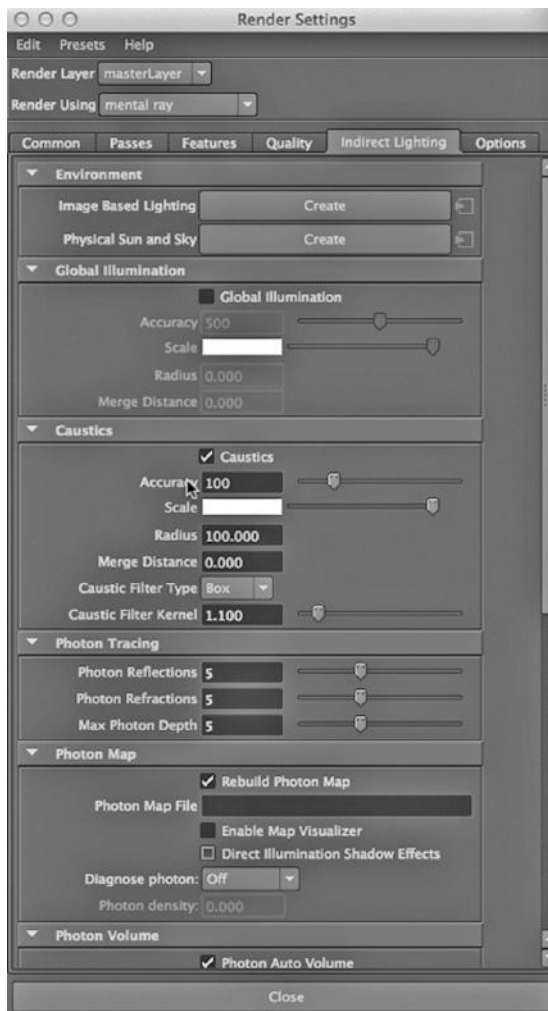 Render Settings
Edit Presets Help
Render Layer masterLayer
Render Using mental ray
Common Passes Features Quality Indirect Lighting Options
Environment
Image Based Lighting Create
Physical Sun and Sky Create
Global Illumination
Global Illumination
Accuracy 500
Scale
Radius 0.000
Merge Distance 0.000
Caustics
Caustics
Accuracy 100
Scale
Radius 100.000
Merge Distance 0.000
Caustic Filter Type Box
Caustic Filter Kernel 1.100
Photon Tracing
Photon Reflections 5
Photon Refractions 5
Max Photon Depth 5
Photon Map
Rebuild Photon Map
Photon Map File
Enable Map Visualizer
Direct Illumination Shadow Effects
Diagnose photon: Off
Photon density: 0.000
Photon Volume
Photon Auto Volume
Close